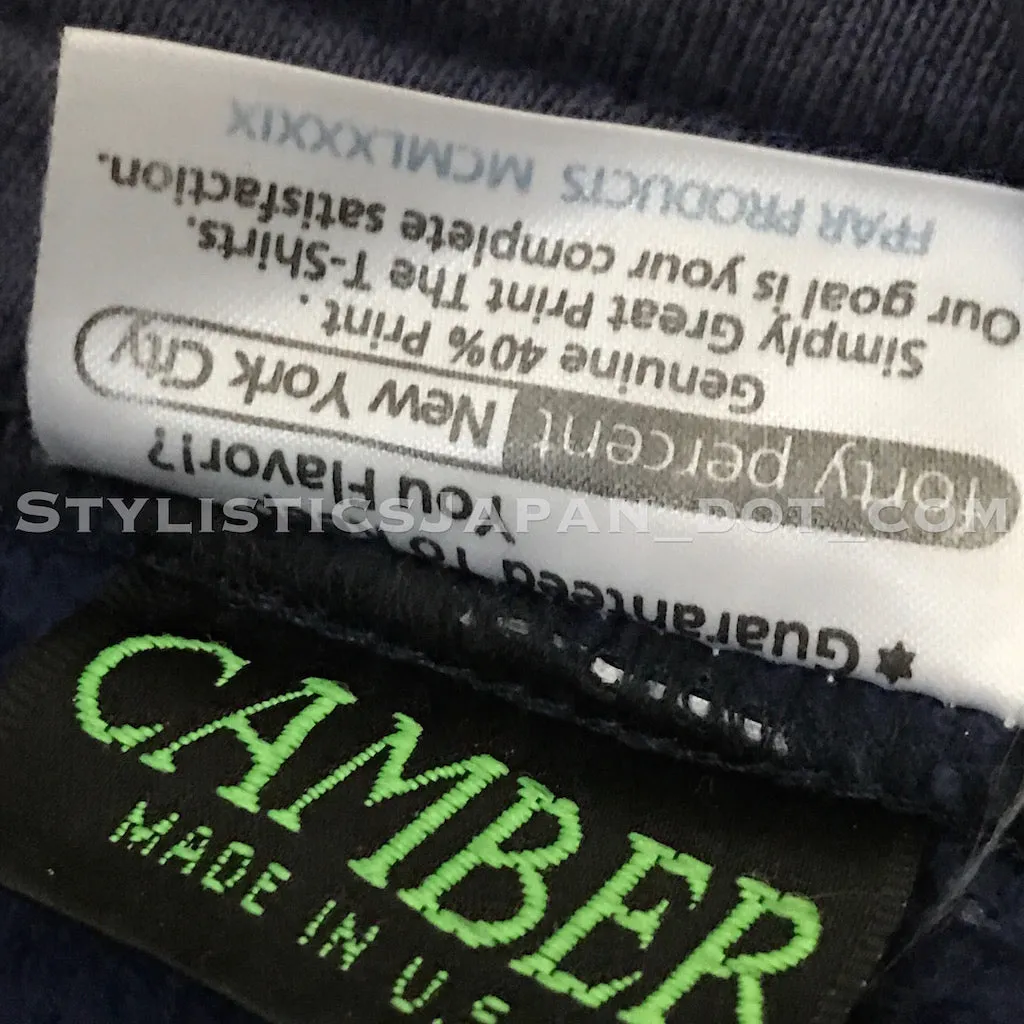 ★ Guaranteed To
You Flavor!?
forty percent New York City
Genuine 40% Print .
Simply Great Print The T-Shirts.
Our goal is your complete satisfaction.
FPAR PRODUCTS MCMLXXXIX
STYLISTICSJAPAN_DOT_COM
CAMBER
MADE IN U.S